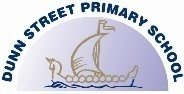 DUNN STREET PRIMARY SCHOOL